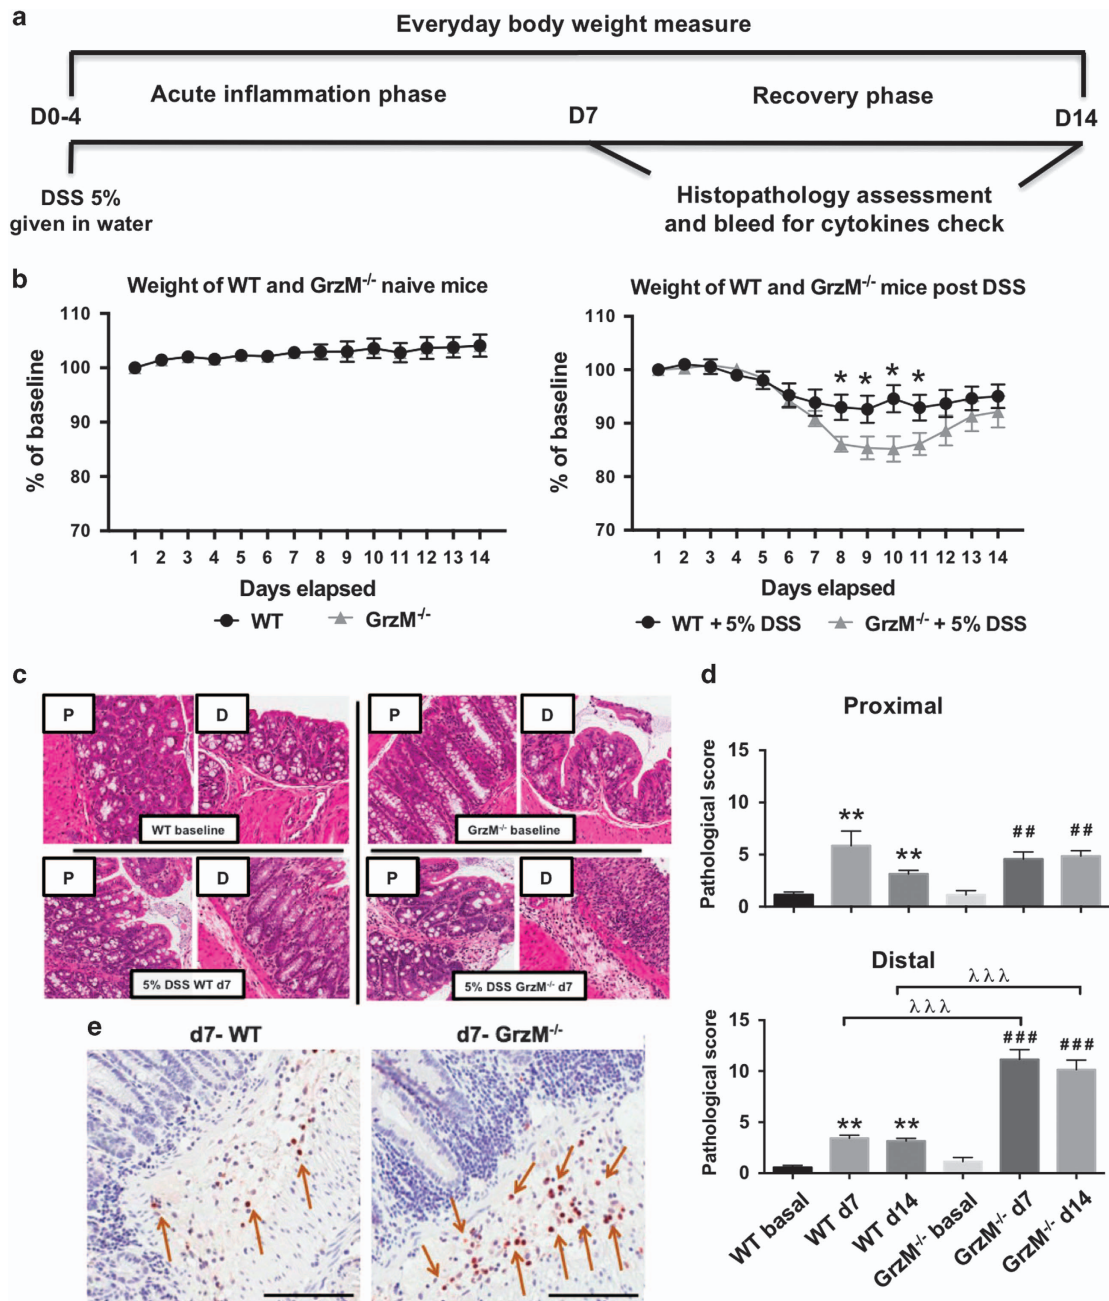 a
Everyday body weight measure
Acute inflammation phase
Recovery phase
D0-4
D7
D14
DSS 5%
given in water
Histopathology assessment
and bleed for cytokines check
b
Weight of WT and GrzM-/- naive mice
110
100
90
80
70
% of baseline
1 2 3 4 5 6 7 8 9 10 11 12 13 14
Days elapsed
WT
GrzM-/-
Weight of WT and GrzM-/- mice post DSS
110
100
90
80
70
% of baseline
* * * *
1 2 3 4 5 6 7 8 9 10 11 12 13 14
Days elapsed
WT + 5% DSS
GrzM-/- + 5% DSS
c
P
D
WT baseline
P
D
GrzM-/- baseline
P
D
5% DSS WT d7
P
D
5% DSS GrzM-/- d7
d
Proximal
15
10
5
0
Pathological score
**
**
##
##
Distal
λ λ λ
λ λ λ
15
10
5
0
Pathological score
**
**
###
###
WT basal
WT d7
WT d14
GrzM-/- basal
GrzM-/- d7
GrzM-/- d14
e
d7- WT
d7- GrzM-/-